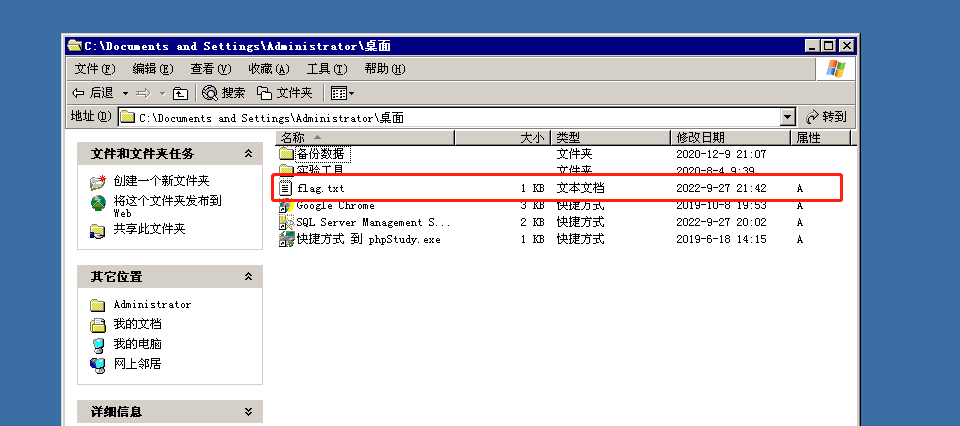 C:\Documents and Settings\Administrator\桌面
文件(F) 编辑(E) 查看(V) 收藏(A) 工具(T) 帮助(H)
后退 搜索 文件夹
地址(D) C:\Documents and Settings\Administrator\桌面 转到
文件和文件夹任务
创建一个新文件夹
将这个文件夹发布到
Web
共享此文件夹
其它位置
Administrator
我的文档
我的电脑
网上邻居
详细信息
名称 大小 类型 修改日期 属性
备份数据 文件夹 2020-12-9 21:07
实验工具 文件夹 2020-8-4 9:39
flag.txt 1 KB 文本文档 2022-9-27 21:42 A
Google Chrome 3 KB 快捷方式 2019-10-8 19:53 A
SQL Server Management S... 2 KB 快捷方式 2022-9-27 20:02 A
快捷方式 到 phpStudy.exe 1 KB 快捷方式 2019-6-18 14:15 A